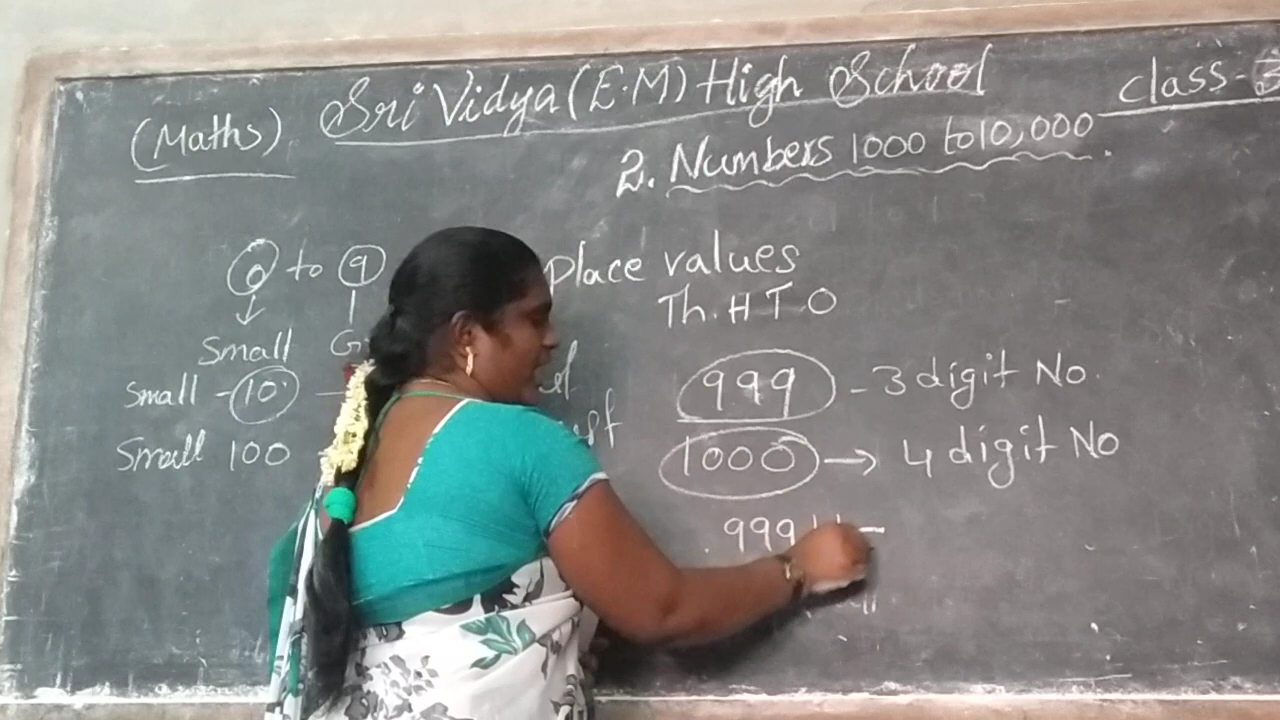 Sri Vidya (E.M) High School
class - 3
(Maths)
2. Numbers 1000 to 10,000
0 to 9
place values
Th. H T O
Small
Small - 10 -
999 - 3 digit No.
Small 100
1000 → 4 digit No
999